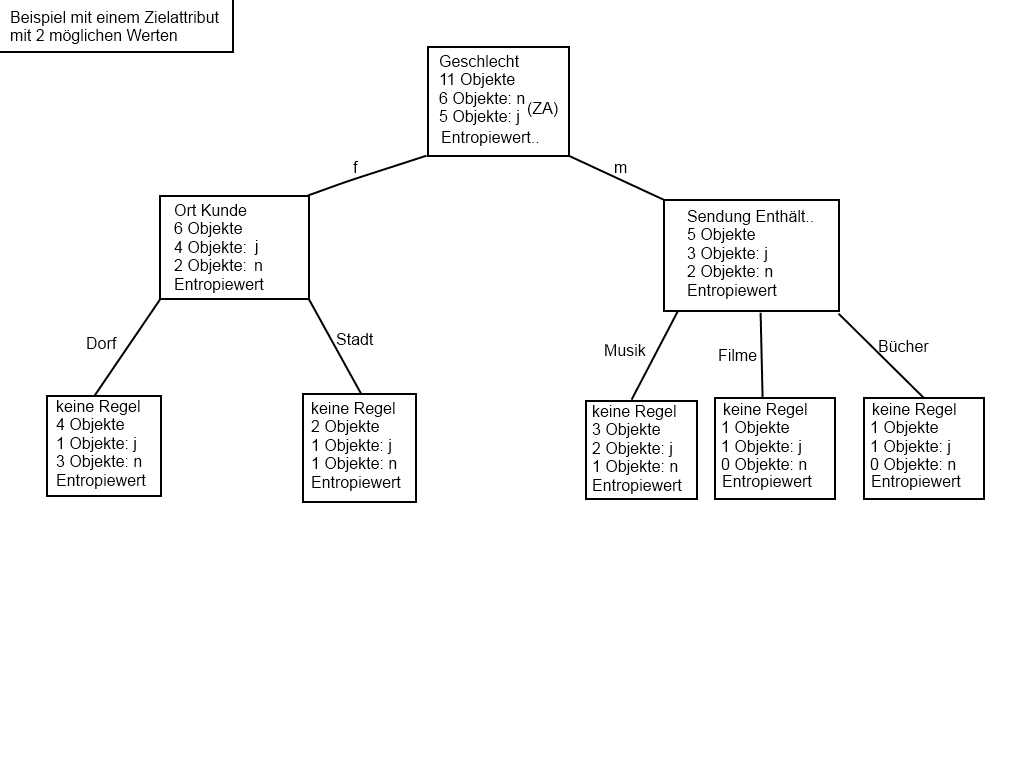 Beispiel mit einem Zielattribut
mit 2 möglichen Werten
Geschlecht
11 Objekte
6 Objekte: n
(ZA)
5 Objekte: j
Entropiewert..
f
m
Ort Kunde
6 Objekte
4 Objekte: j
2 Objekte: n
Entropiewert
Sendung Enthält..
5 Objekte
3 Objekte: j
2 Objekte: n
Entropiewert
Dorf
Stadt
Musik
Filme
Bücher
keine Regel
4 Objekte
1 Objekte: j
3 Objekte: n
Entropiewert
keine Regel
2 Objekte
1 Objekte: j
1 Objekte: n
Entropiewert
keine Regel
3 Objekte
2 Objekte: j
1 Objekte: n
Entropiewert
keine Regel
1 Objekte
1 Objekte: j
0 Objekte: n
Entropiewert
keine Regel
1 Objekte
1 Objekte: j
0 Objekte: n
Entropiewert